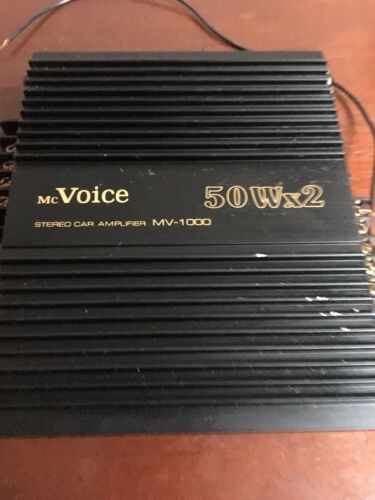 McVoice 50Wx2
STEREO CAR AMPLIFIER MV-1000